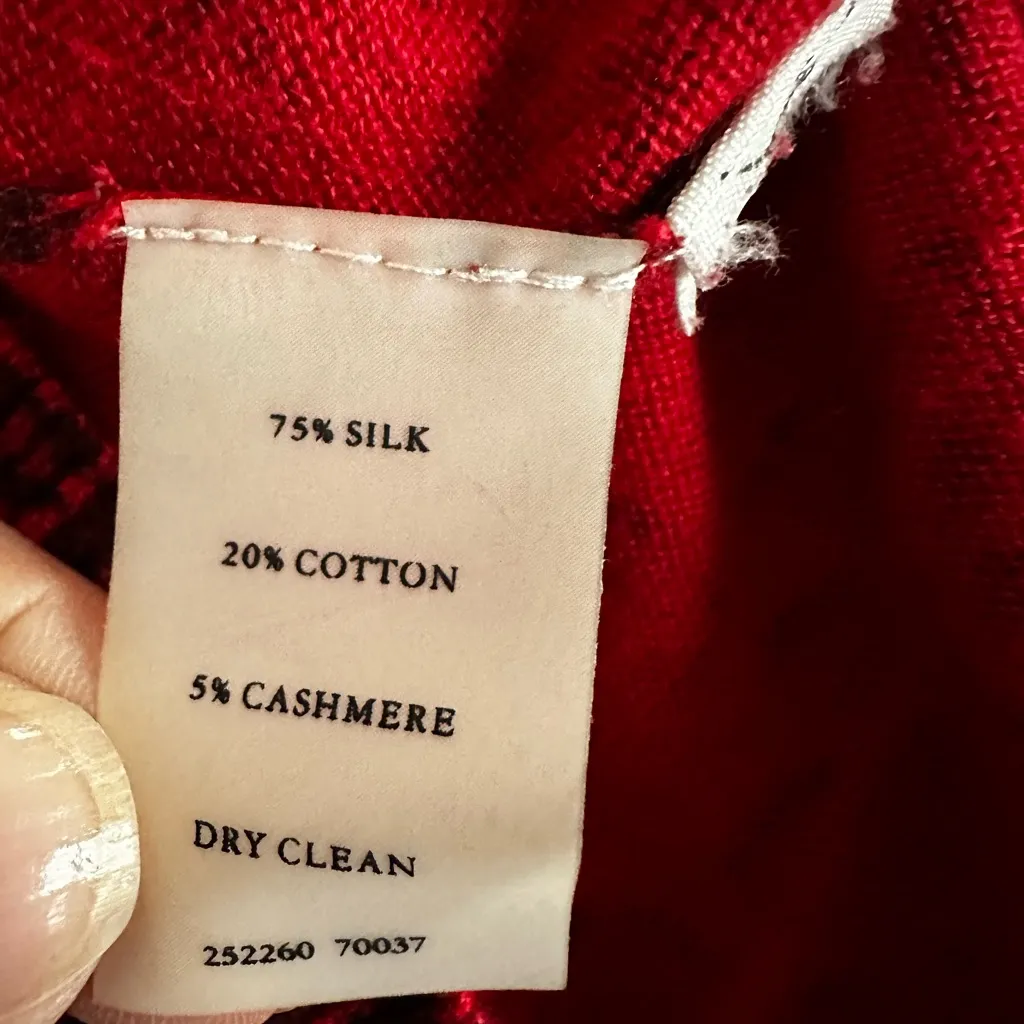 75% SILK
20% COTTON
5% CASHMERE
DRY CLEAN
252260 70037